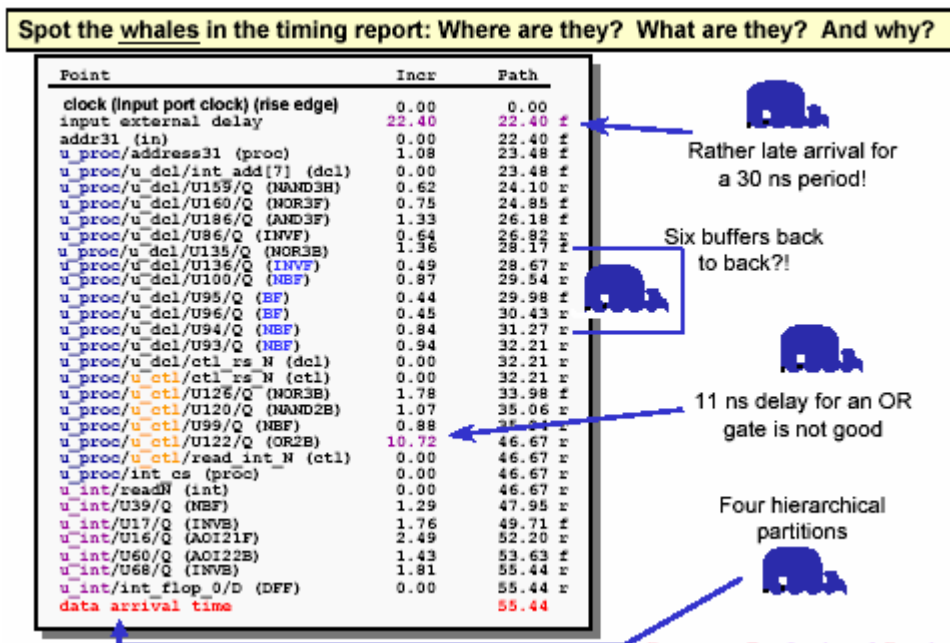 Spot the whales in the timing report: Where are they? What are they? And why?
Point Incr Path
clock (Input port clock) (rise edge) 0.00 0.00
input external delay 22.40 22.40 f
addr31 (in) 0.00 22.40 f
u_proc/address31 (proc) 1.08 23.48 f
u_proc/u_dcl/int_add[7] (dcl) 0.00 23.48 f
u_proc/u_dcl/U159/Q (NAND3H) 0.62 24.10 r
u_proc/u_dcl/U160/Q (NOR3F) 0.75 24.85 f
u_proc/u_dcl/U186/Q (AND3F) 1.33 26.18 f
u_proc/u_dcl/U86/Q (INVF) 0.64 26.82 r
u_proc/u_dcl/U135/Q (NOR3B) 1.36 28.17 f
u_proc/u_dcl/U136/Q (INVF) 0.49 28.67 r
u_proc/u_dcl/U100/Q (NBF) 0.87 29.54 r
u_proc/u_dcl/U95/Q (BF) 0.44 29.98 f
u_proc/u_dcl/U96/Q (BF) 0.45 30.43 r
u_proc/u_dcl/U94/Q (NBF) 0.84 31.27 r
u_proc/u_dcl/U93/Q (NBF) 0.94 32.21 r
u_proc/u_dcl/ctl_rs_N (dcl) 0.00 32.21 r
u_proc/u_ctl/ctl_rs_N (ctl) 0.00 32.21 r
u_proc/u_ctl/U126/Q (NOR3B) 1.78 33.98 f
u_proc/u_ctl/U120/Q (NAND2B) 1.07 35.06 r
u_proc/u_ctl/U99/Q (NBF) 0.88 r
u_proc/u_ctl/U122/Q (OR2B) 10.72 46.67 r
u_proc/u_ctl/read_int_N (ctl) 0.00 46.67 r
u_proc/int_cs (proc) 0.00 46.67 r
u_int/readN (int) 0.00 46.67 r
u_int/U39/Q (NBF) 1.29 47.95 r
u_int/U17/Q (INVB) 1.76 49.71 f
u_int/U16/Q (AOI21F) 2.49 52.20 r
u_int/U60/Q (AOI22B) 1.43 53.63 f
u_int/U68/Q (INVB) 1.81 55.44 r
u_int/int_flop_0/D (DFF) 0.00 55.44 r
data arrival time 55.44
Rather late arrival for
a 30 ns period!
Six buffers back
to back?!
11 ns delay for an OR
gate is not good
Four hierarchical
partitions